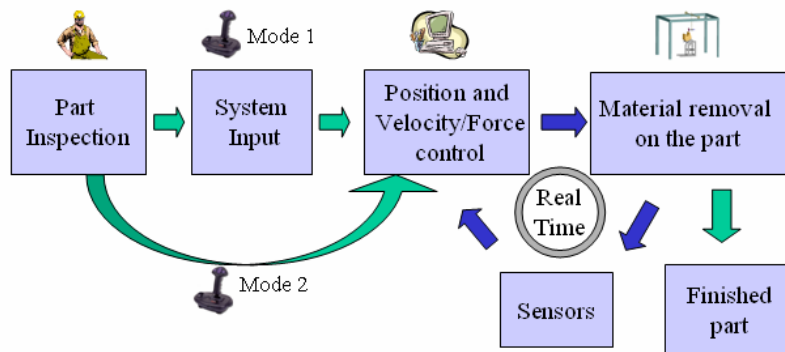 Mode 1
Part
Inspection
System
Input
Position and
Velocity/Force
control
Material removal
on the part
Real
Time
Mode 2
Sensors
Finished
part